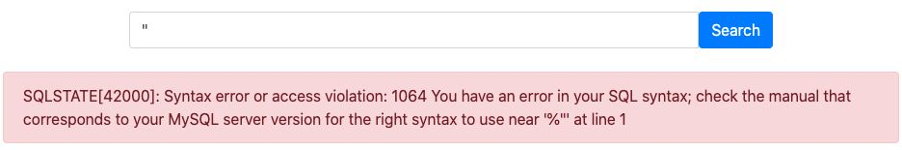 "
Search
SQLSTATE[42000]: Syntax error or access violation: 1064 You have an error in your SQL syntax; check the manual that
corresponds to your MySQL server version for the right syntax to use near '%"' at line 1